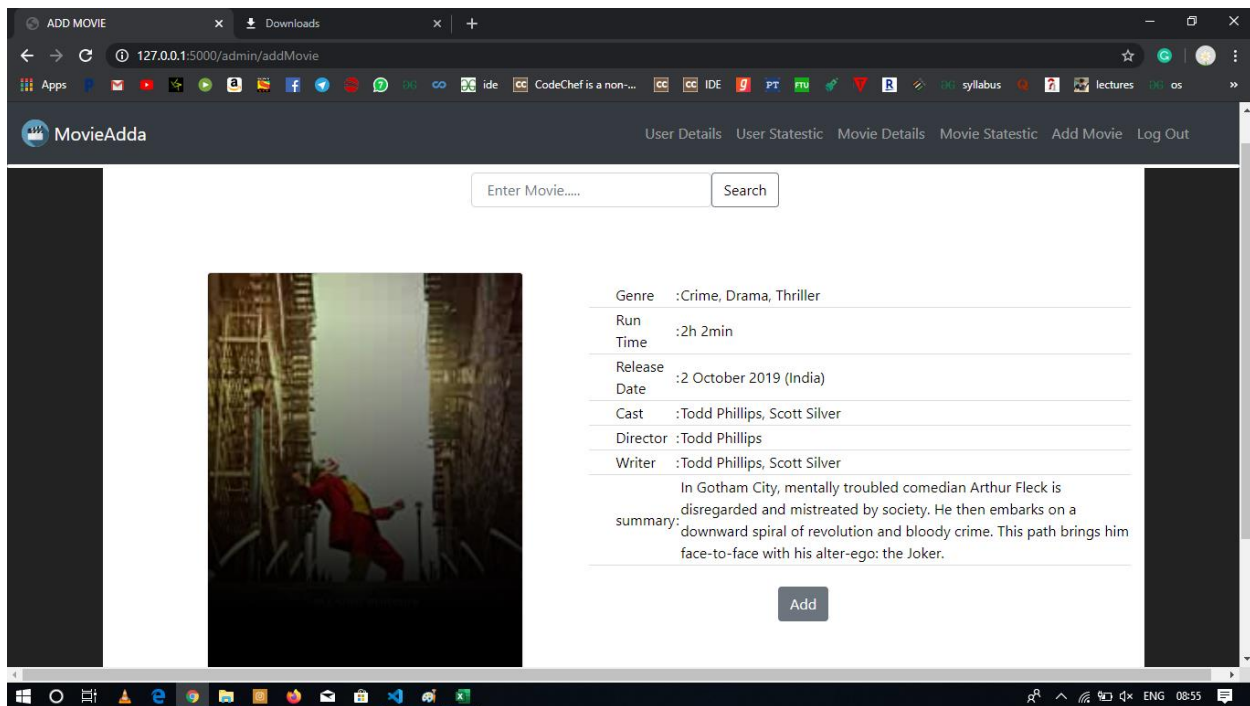 ADD MOVIE
Downloads
127.0.0.1:5000/admin/addMovie
Apps
ide
CodeChef is a non-...
IDE
syllabus
lectures
os
MovieAdda
User Details User Statestic Movie Details Movie Statestic Add Movie Log Out
Enter Movie..... Search
Genre :Crime, Drama, Thriller
Run
Time
:2h 2min
Release
Date
:2 October 2019 (India)
Cast :Todd Phillips, Scott Silver
Director :Todd Phillips
Writer :Todd Phillips, Scott Silver
summary:
In Gotham City, mentally troubled comedian Arthur Fleck is
disregarded and mistreated by society. He then embarks on a
downward spiral of revolution and bloody crime. This path brings him
face-to-face with his alter-ego: the Joker.
Add
ENG 08:55